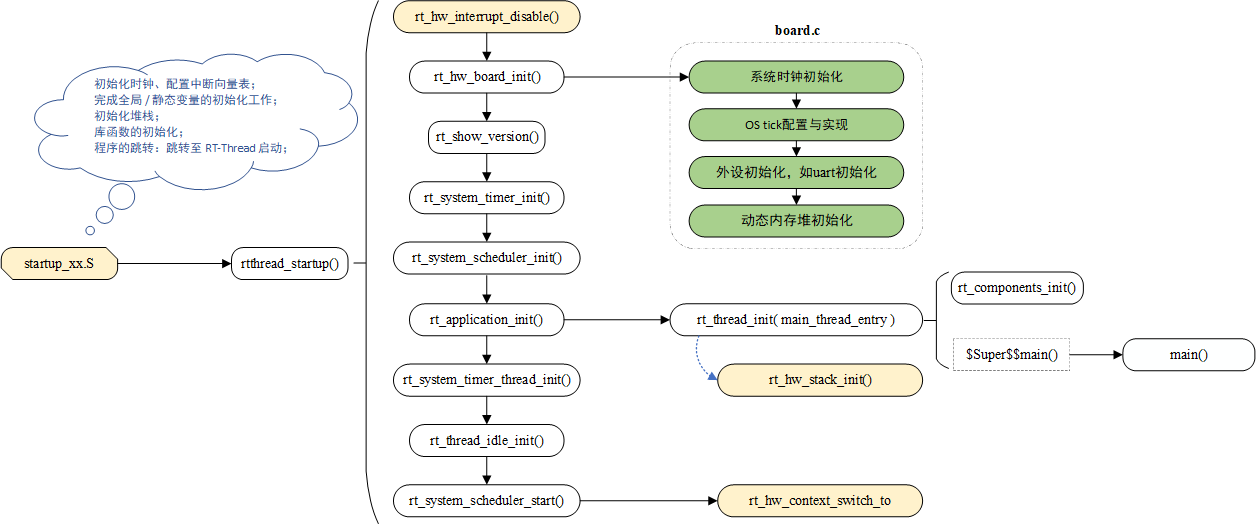 初始化时钟、配置中断向量表；
完成全局 / 静态变量的初始化工作；
初始化堆栈；
库函数的初始化；
程序的跳转：跳转至 RT-Thread 启动；
startup_xx.S
rtthread_startup()
rt_hw_interrupt_disable()
rt_hw_board_init()
rt_show_version()
rt_system_timer_init()
rt_system_scheduler_init()
rt_application_init()
rt_system_timer_thread_init()
rt_thread_idle_init()
rt_system_scheduler_start()
board.c
系统时钟初始化
OS tick配置与实现
外设初始化，如uart初始化
动态内存堆初始化
rt_thread_init( main_thread_entry )
rt_hw_stack_init()
rt_hw_context_switch_to
rt_components_init()
$Super$$main()
main()